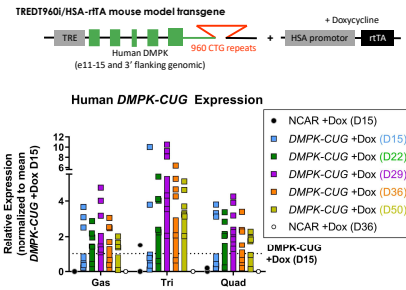 TREDT960i/HSA-rtTA mouse model transgene
+ Doxycycline
TRE
HSA promotor
rtTA
Human DMPK
(e11-15 and 3' flanking genomic)
960 CTG repeats
+
Human DMPK-CUG Expression
Relative Expression
(normalized to mean
DMPK-CUG +Dox D15)
12
10
8
6
4
2
0
Gas
Tri
Quad
NCAR +Dox (D15)
DMPK-CUG +Dox (D15)
DMPK-CUG +Dox (D22)
DMPK-CUG +Dox (D29)
DMPK-CUG +Dox (D36)
DMPK-CUG +Dox (D50)
NCAR +Dox (D36)
DMPK-CUG
+Dox (D15)